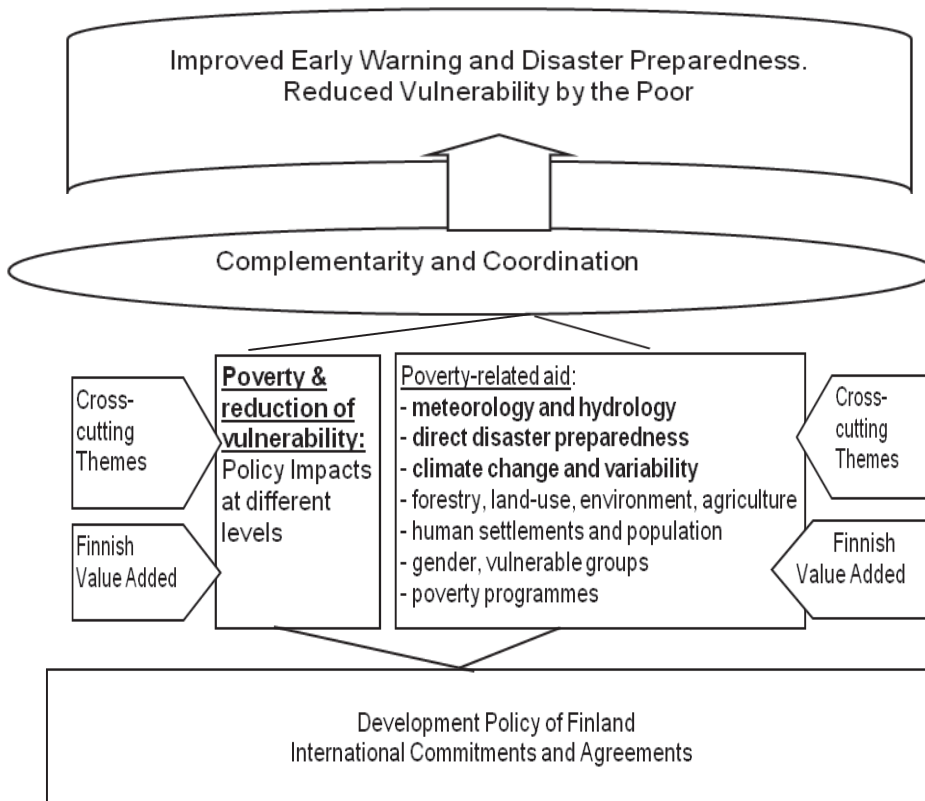 Improved Early Warning and Disaster Preparedness.
Reduced Vulnerability by the Poor
Complementarity and Coordination
Cross-
cutting
Themes
Finnish
Value Added
Poverty &
reduction of
vulnerability:
Policy Impacts
at different
levels
Poverty-related aid:
- meteorology and hydrology
- direct disaster preparedness
- climate change and variability
- forestry, land-use, environment, agriculture
- human settlements and population
- gender, vulnerable groups
- poverty programmes
Cross-
cutting
Themes
Finnish
Value Added
Development Policy of Finland
International Commitments and Agreements